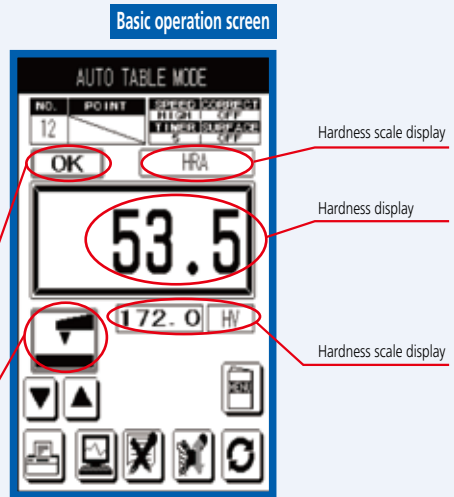 Basic operation screen
AUTO TABLE MODE
NO. POINT SPEED CORRECT
HIGH OFF
12 TIMER SURFACE
5 OFF
OK HRA
Hardness scale display
53.5
Hardness display
172.0 HV
Hardness scale display
MENU